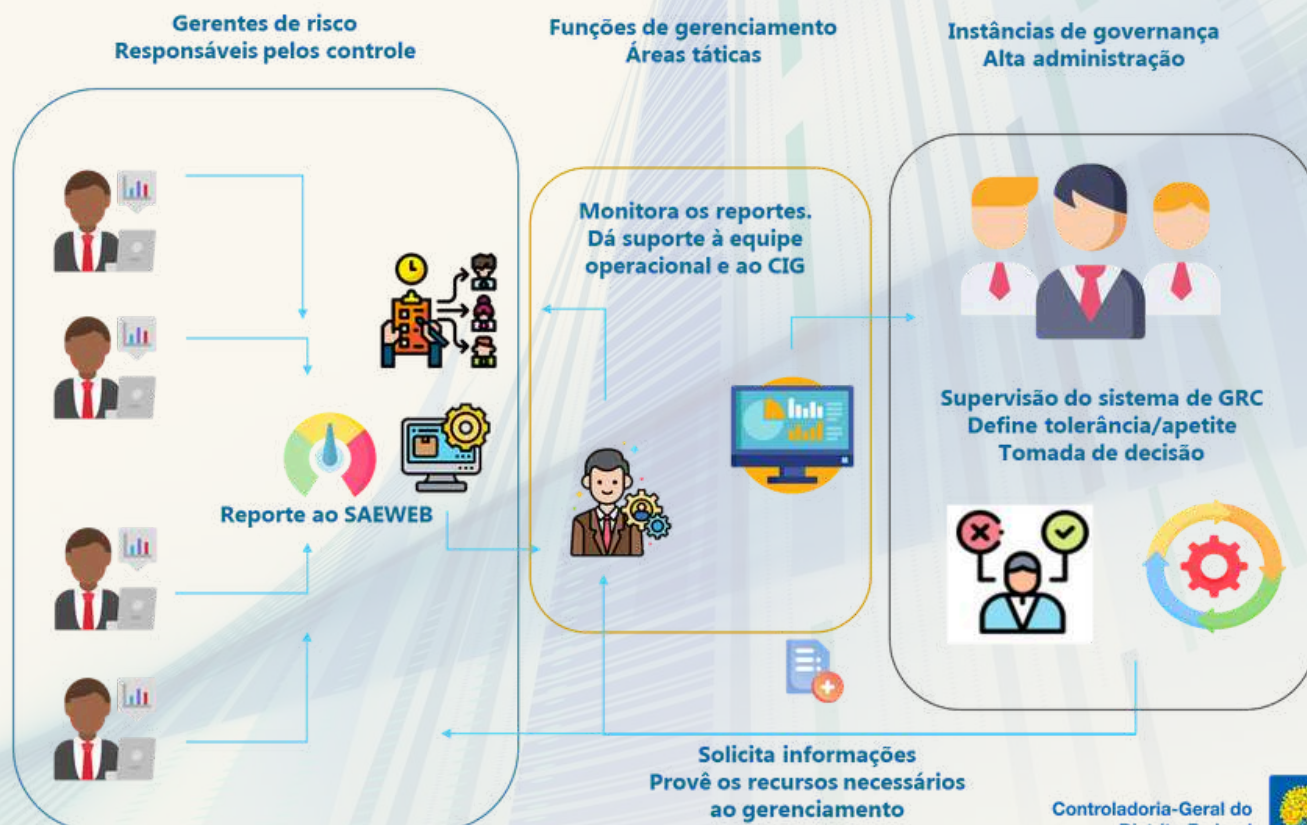 Gerentes de risco
Responsáveis pelos controle
Funções de gerenciamento
Áreas táticas
Instâncias de governança
Alta administração
Monitora os reportes.
Dá suporte à equipe
operacional e ao CIG
Reporte ao SAEWEB
Supervisão do sistema de GRC
Define tolerância/apetite
Tomada de decisão
Solicita informações
Provê os recursos necessários
ao gerenciamento
Controladoria-Geral do